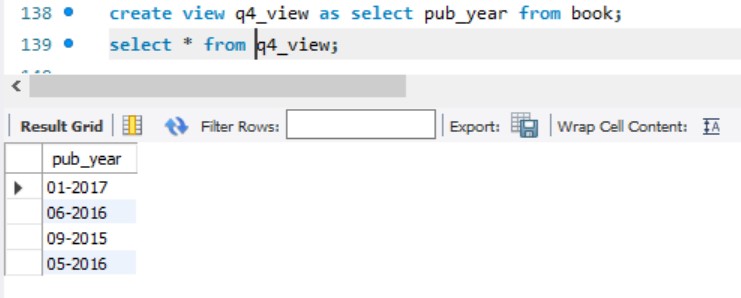 138 create view q4_view as select pub_year from book;
139 select * from q4_view;
Result Grid Filter Rows: Export: Wrap Cell Content: IA
pub_year
01-2017
06-2016
09-2015
05-2016